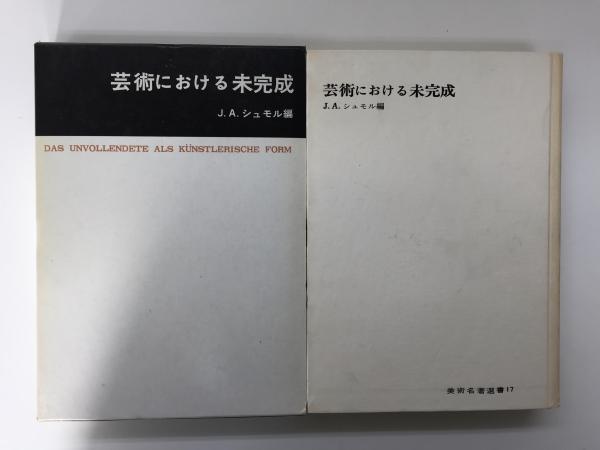 芸術における未完成
J.A.シュモル編
DAS UNVOLLENDETE ALS KÜNSTLERISCHE FORM
芸術における未完成
J.A.シュモル編
美術名著選書17